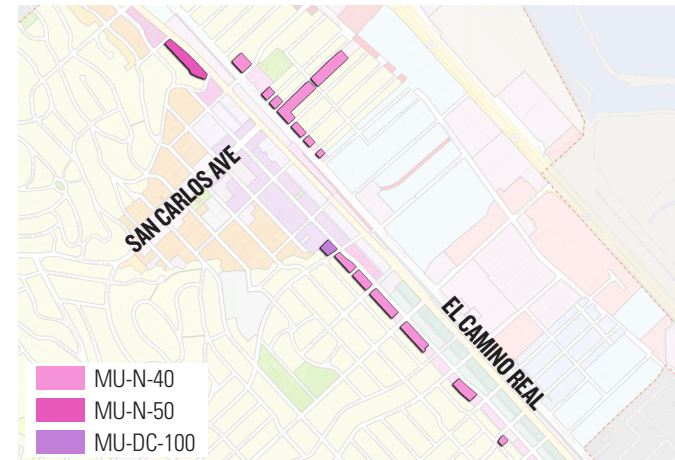 SAN CARLOS AVE
EL CAMINO REAL
MU-N-40
MU-N-50
MU-DC-100